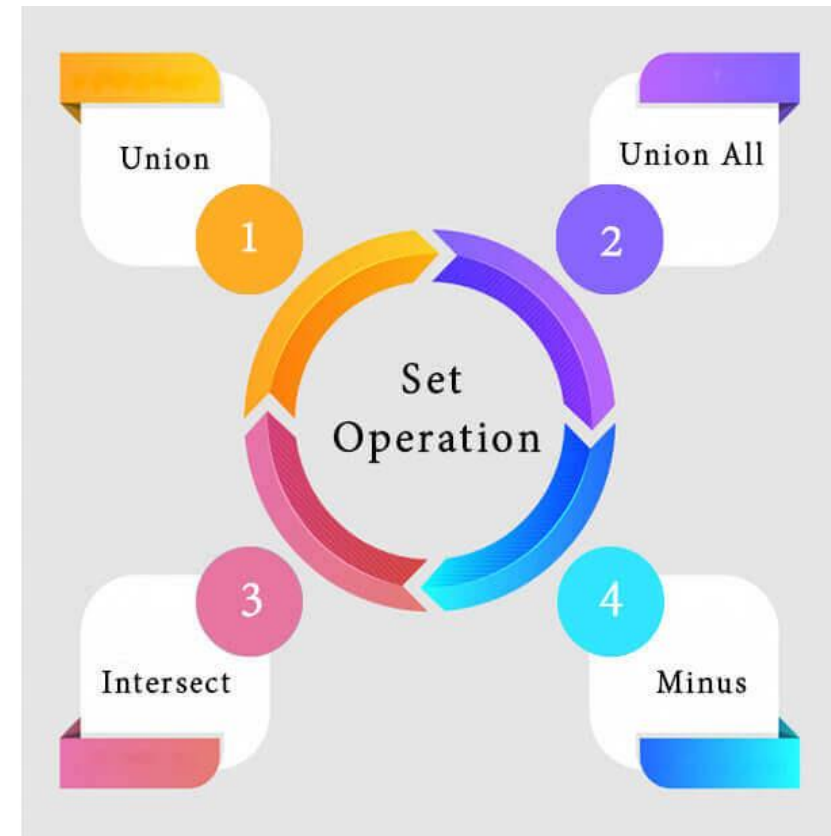 Union
1
Union All
2
Set
Operation
3
Intersect
4
Minus